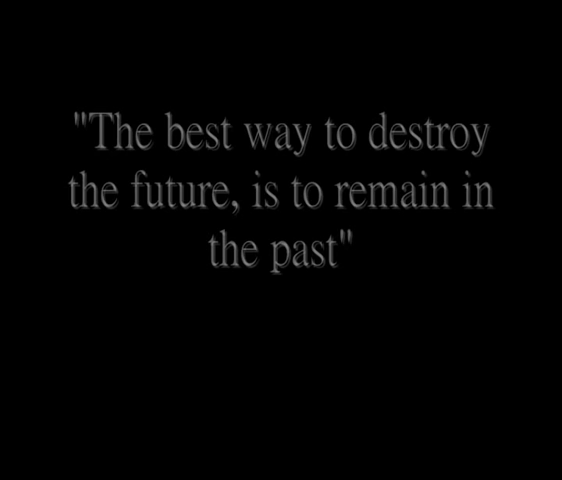 "The best way to destroy
the future, is to remain in
the past"